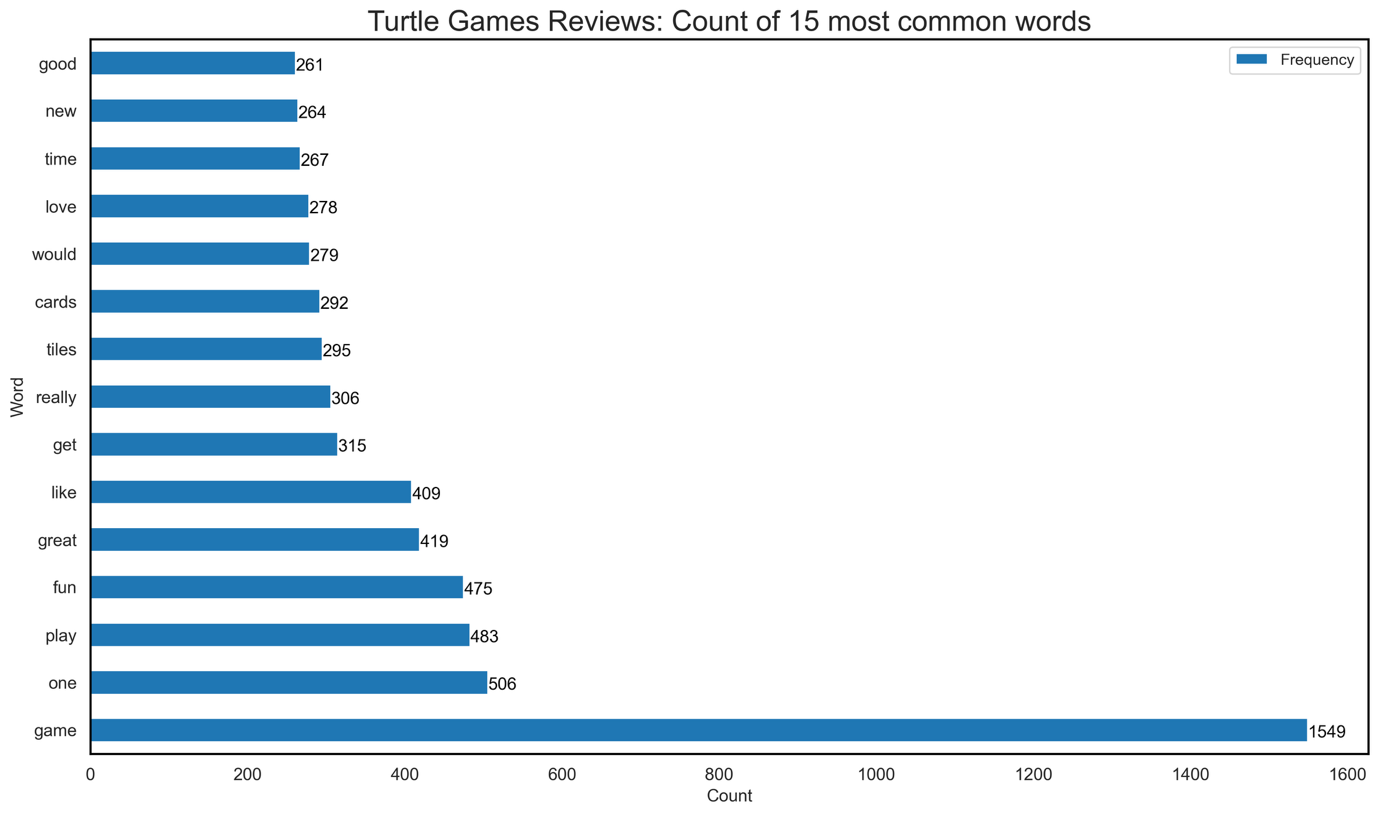 Turtle Games Reviews: Count of 15 most common words
Frequency
good 261
new 264
time 267
love 278
would 279
cards 292
tiles 295
really 306
get 315
like 409
great 419
fun 475
play 483
one 506
game 1549
Word
0 200 400 600 800 1000 1200 1400 1600
Count